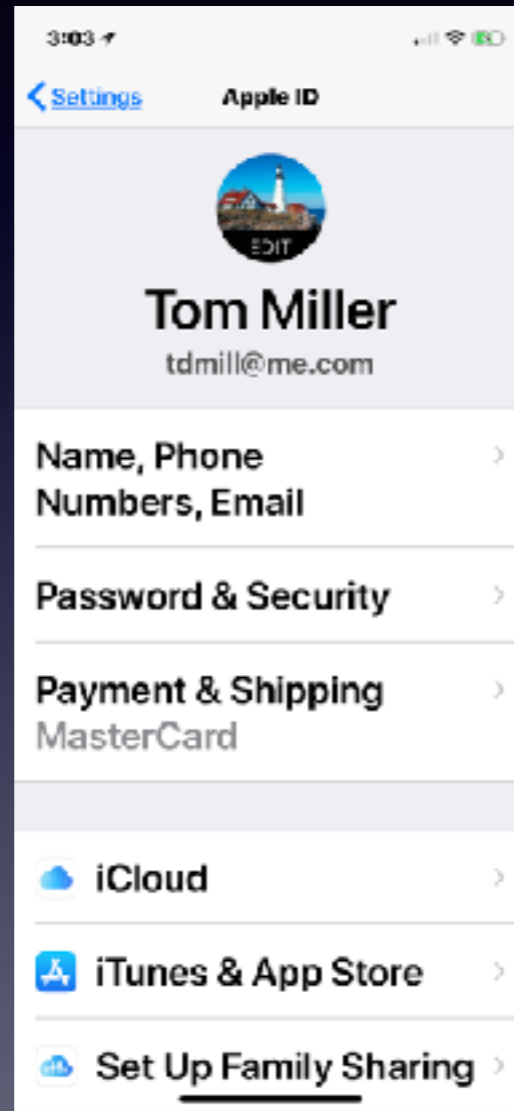 3:03
Settings Apple ID
EDIT
Tom Miller
tdmill@me.com
Name, Phone
Numbers, Email
Password & Security
Payment & Shipping
MasterCard
iCloud
iTunes & App Store
Set Up Family Sharing